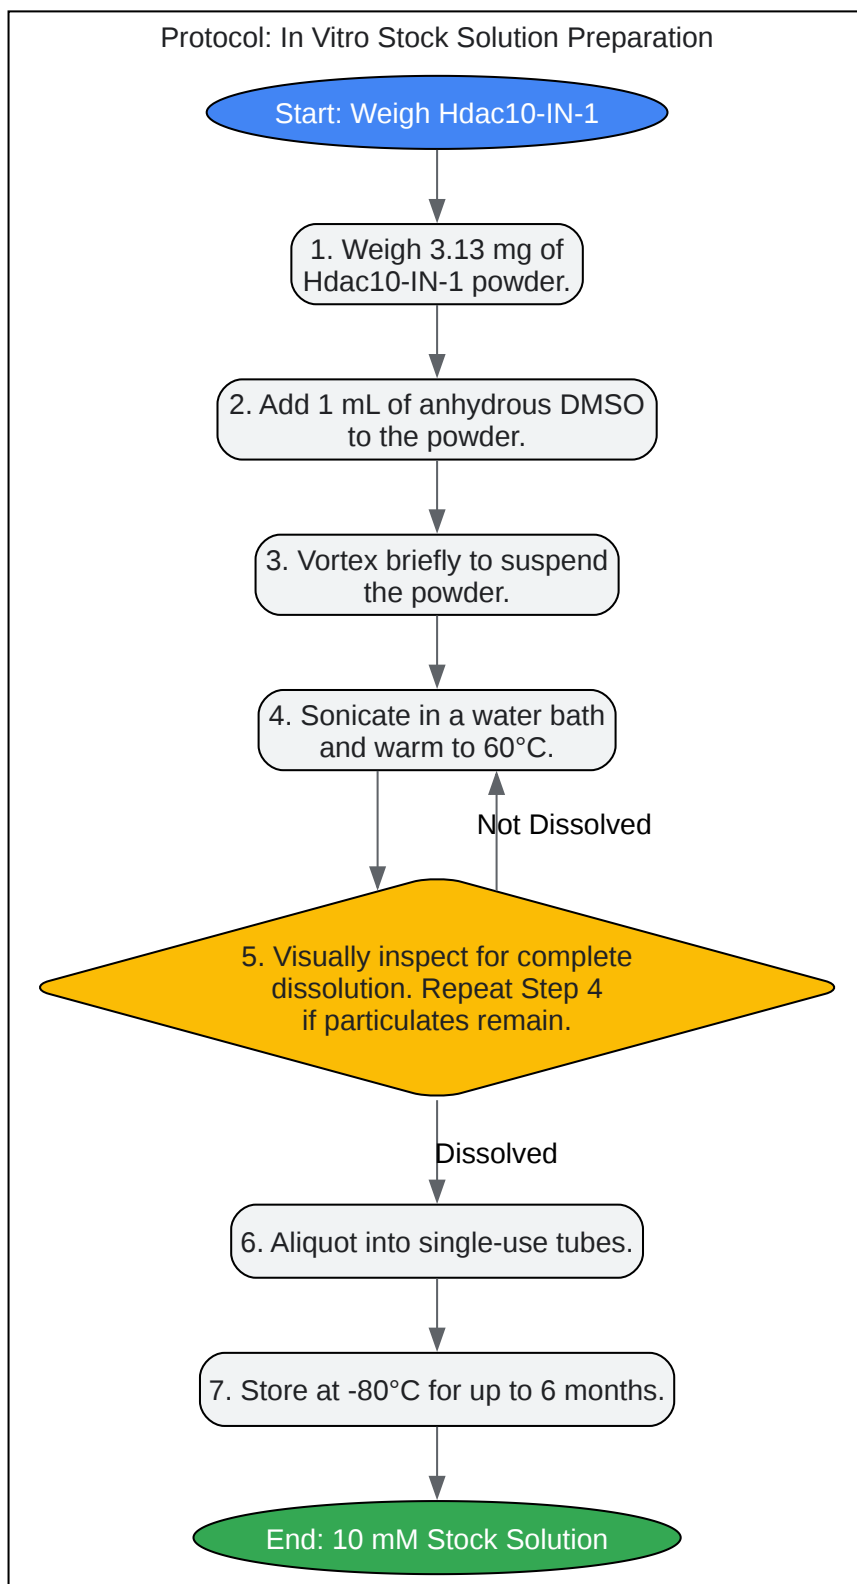 Protocol: In Vitro Stock Solution Preparation
Start: Weigh Hdac10-IN-1
1. Weigh 3.13 mg of
Hdac10-IN-1 powder.
2. Add 1 mL of anhydrous DMSO
to the powder.
3. Vortex briefly to suspend
the powder.
4. Sonicate in a water bath
and warm to 60°C.
Not Dissolved
5. Visually inspect for complete
dissolution. Repeat Step 4
if particulates remain.
Dissolved
6. Aliquot into single-use tubes.
7. Store at -80°C for up to 6 months.
End: 10 mM Stock Solution